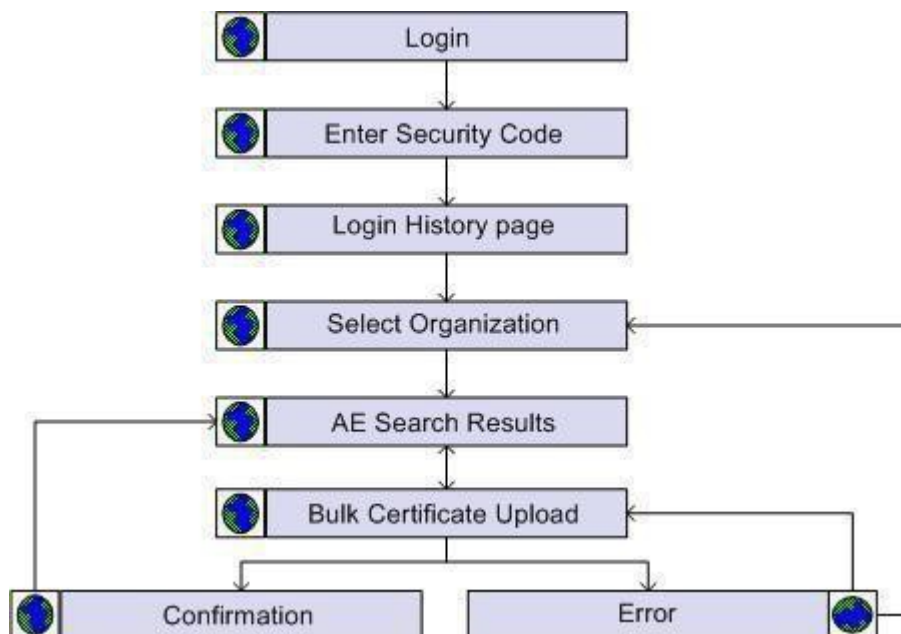 Login
Enter Security Code
Login History page
Select Organization
AE Search Results
Bulk Certificate Upload
Confirmation
Error